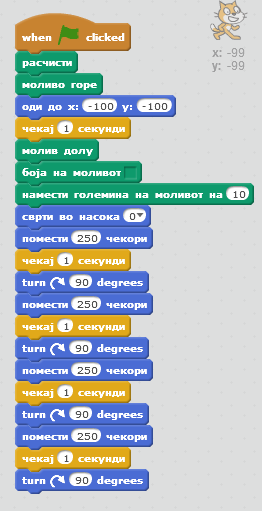 when clicked
x: -99
y: -99
расчисти
моливо горе
оди до x: -100 y: -100
чекај 1 секунди
молив долу
боја на моливот
намести големина на моливот на 10
сврти во насока 0
помести 250 чекори
чекај 1 секунди
turn 90 degrees
помести 250 чекори
чекај 1 секунди
turn 90 degrees
помести 250 чекори
чекај 1 секунди
turn 90 degrees
помести 250 чекори
чекај 1 секунди
turn 90 degrees